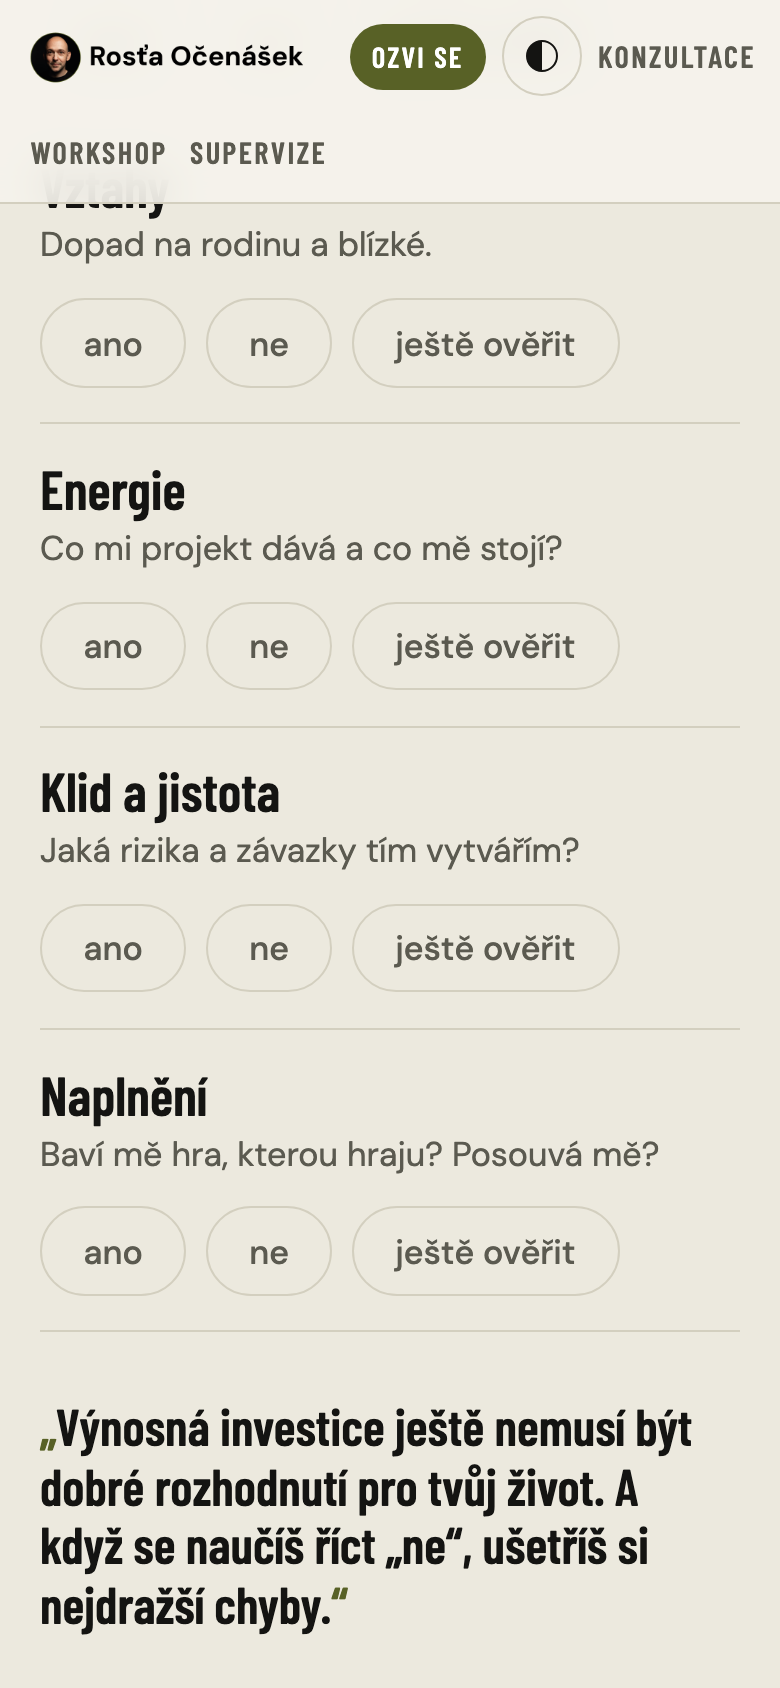 Rosťa Očenášek
OZVI SE
KONZULTACE
WORKSHOP
SUPERVIZE
Vztahy
Dopad na rodinu a blízké.
ano
ne
ještě ověřit
Energie
Co mi projekt dává a co mě stojí?
ano
ne
ještě ověřit
Klid a jistota
Jaká rizika a závazky tím vytvářím?
ano
ne
ještě ověřit
Naplnění
Baví mě hra, kterou hraju? Posouvá mě?
ano
ne
ještě ověřit
„Výnosná investice ještě nemusí být
dobré rozhodnutí pro tvůj život. A
když se naučíš říct „ne“, ušetříš si
nejdražší chyby.“